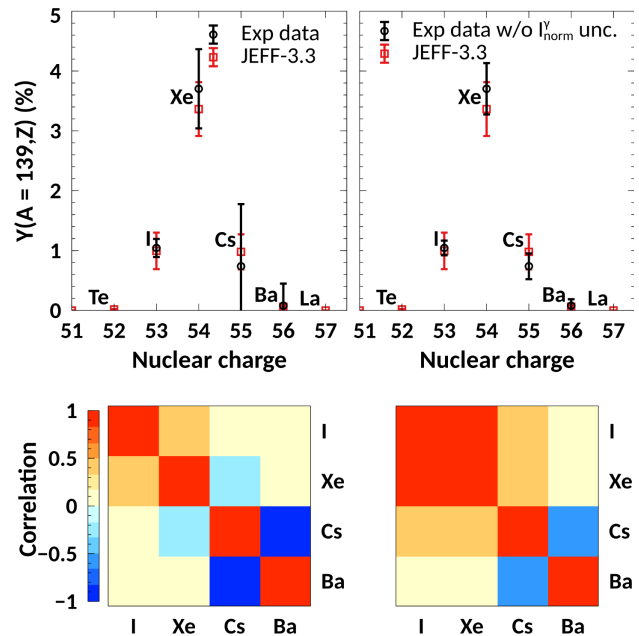 Y(A = 139,Z) (%)
5
4
3
2
1
0
Exp data
JEFF-3.3
Xe
I
Cs
Te
Ba
La
51 52 53 54 55 56 57
Nuclear charge
Exp data w/o I^γ_norm unc.
JEFF-3.3
Xe
I
Cs
Te
Ba
La
51 52 53 54 55 56 57
Nuclear charge
Correlation
1
0.5
0
−0.5
−1
I
Xe
Cs
Ba
I Xe Cs Ba
I
Xe
Cs
Ba
I Xe Cs Ba